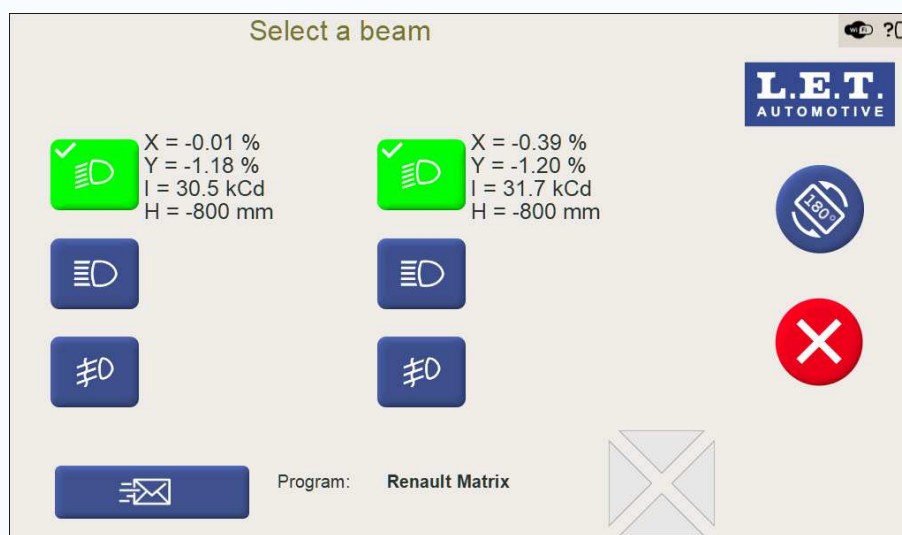 Select a beam
WiFi ?
L.E.T.
AUTOMOTIVE
X = -0.01 %
Y = -1.18 %
I = 30.5 kCd
H = -800 mm
X = -0.39 %
Y = -1.20 %
I = 31.7 kCd
H = -800 mm
180°
Program: Renault Matrix